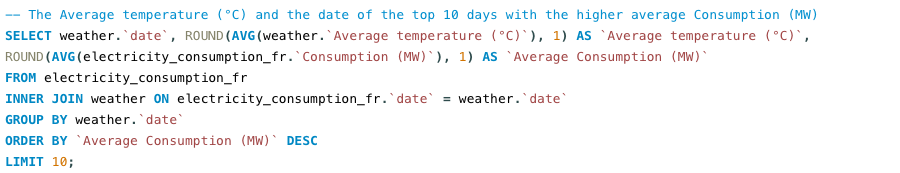 -- The Average temperature (°C) and the date of the top 10 days with the higher average Consumption (MW)
SELECT weather.`date`, ROUND(AVG(weather.`Average temperature (°C)`), 1) AS `Average temperature (°C)`,
ROUND(AVG(electricity_consumption_fr.`Consumption (MW)`), 1) AS `Average Consumption (MW)`
FROM electricity_consumption_fr
INNER JOIN weather ON electricity_consumption_fr.`date` = weather.`date`
GROUP BY weather.`date`
ORDER BY `Average Consumption (MW)` DESC
LIMIT 10;